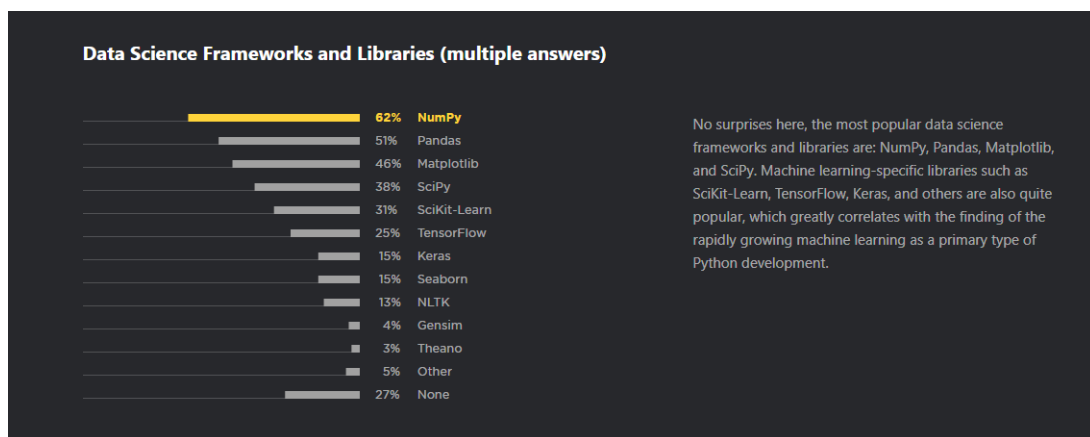 Data Science Frameworks and Libraries (multiple answers)
62% NumPy
51% Pandas
46% Matplotlib
38% SciPy
31% SciKit-Learn
25% TensorFlow
15% Keras
15% Seaborn
13% NLTK
4% Gensim
3% Theano
5% Other
27% None
No surprises here, the most popular data science
frameworks and libraries are: NumPy, Pandas, Matplotlib,
and SciPy. Machine learning-specific libraries such as
SciKit-Learn, TensorFlow, Keras, and others are also quite
popular, which greatly correlates with the finding of the
rapidly growing machine learning as a primary type of
Python development.